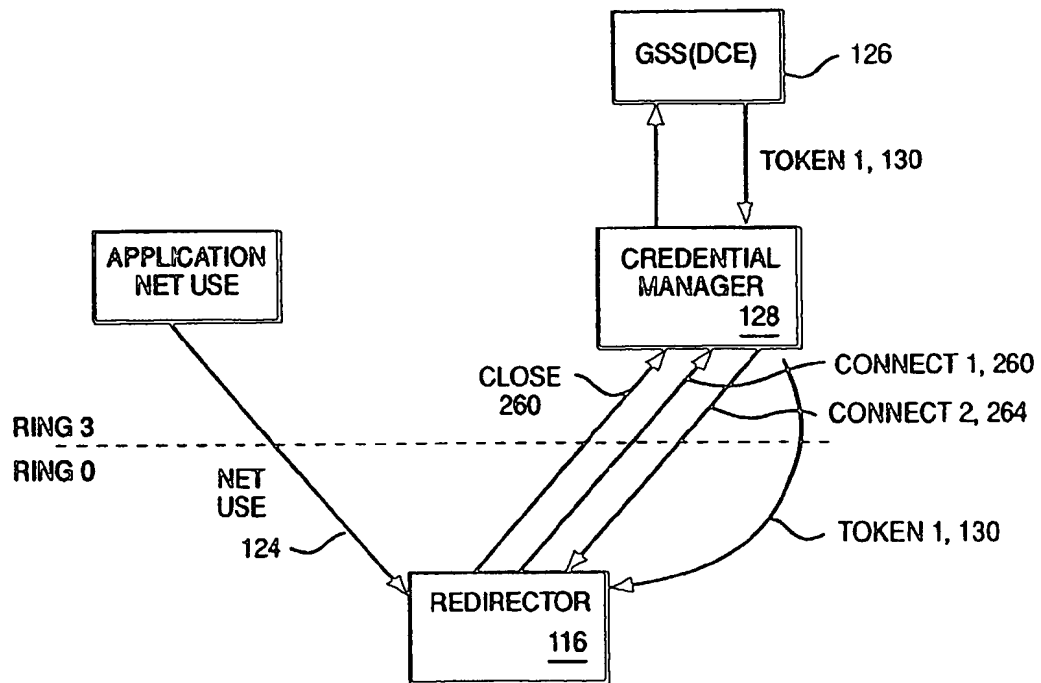 GSS(DCE)
126
TOKEN 1, 130
APPLICATION
NET USE
CREDENTIAL
MANAGER
128
CLOSE
260
CONNECT 1, 260
CONNECT 2, 264
RING 3
RING 0
NET
USE
124
TOKEN 1, 130
REDIRECTOR
116